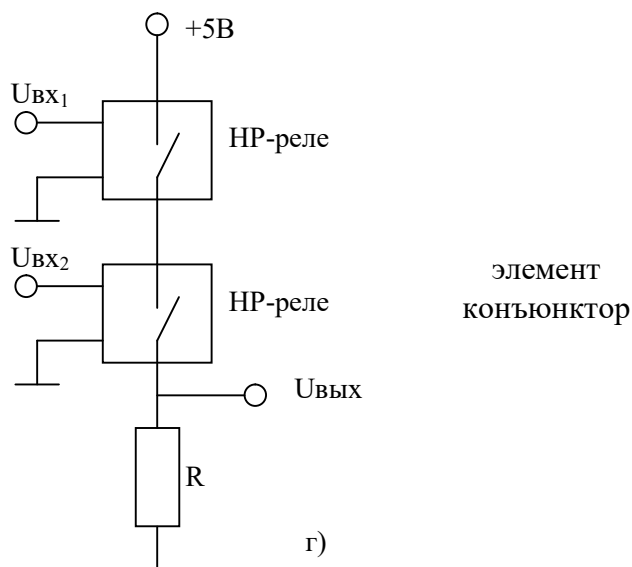 +5В
Uвх₁
НР-реле
Uвх₂
НР-реле
элемент
конъюнктор
Uвых
R
г)